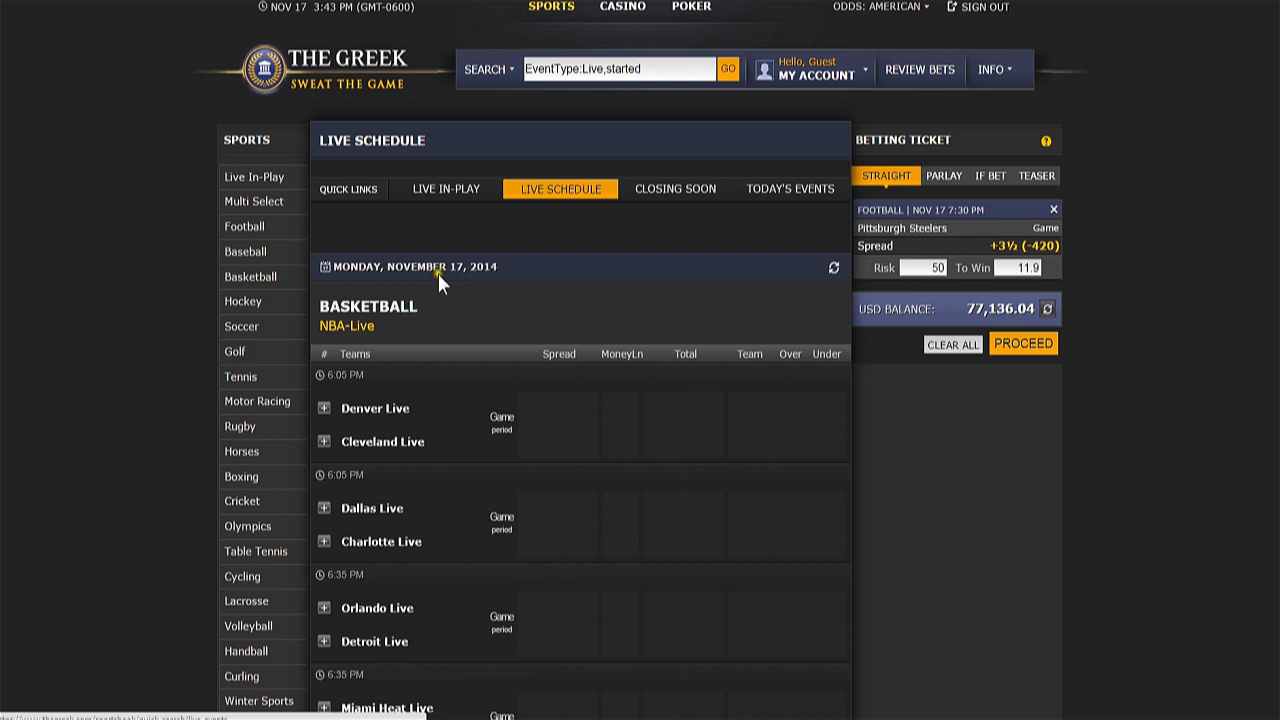 NOV 17 3:43 PM (GMT-0600)
SPORTS CASINO POKER
ODDS: AMERICAN SIGN OUT
THE GREEK
SWEAT THE GAME
SEARCH EventType:Live,started GO
Hello, Guest
MY ACCOUNT
REVIEW BETS INFO
SPORTS
Live In-Play
Multi Select
Football
Baseball
Basketball
Hockey
Soccer
Golf
Tennis
Motor Racing
Rugby
Horses
Boxing
Cricket
Olympics
Table Tennis
Cycling
Lacrosse
Volleyball
Handball
Curling
Winter Sports
LIVE SCHEDULE
QUICK LINKS LIVE IN-PLAY LIVE SCHEDULE CLOSING SOON TODAY'S EVENTS
MONDAY, NOVEMBER 17, 2014
BASKETBALL
NBA-Live
# Teams Spread MoneyLn Total Team Over Under
6:05 PM
Denver Live
Game
period
Cleveland Live
6:05 PM
Dallas Live
Game
period
Charlotte Live
6:35 PM
Orlando Live
Game
period
Detroit Live
6:35 PM
Miami Heat Live
Game
BETTING TICKET ?
STRAIGHT PARLAY IF BET TEASER
FOOTBALL | NOV 17 7:30 PM X
Pittsburgh Steelers Game
Spread +3½ (-420)
Risk 50 To Win 11.9
USD BALANCE: 77,136.04
CLEAR ALL PROCEED